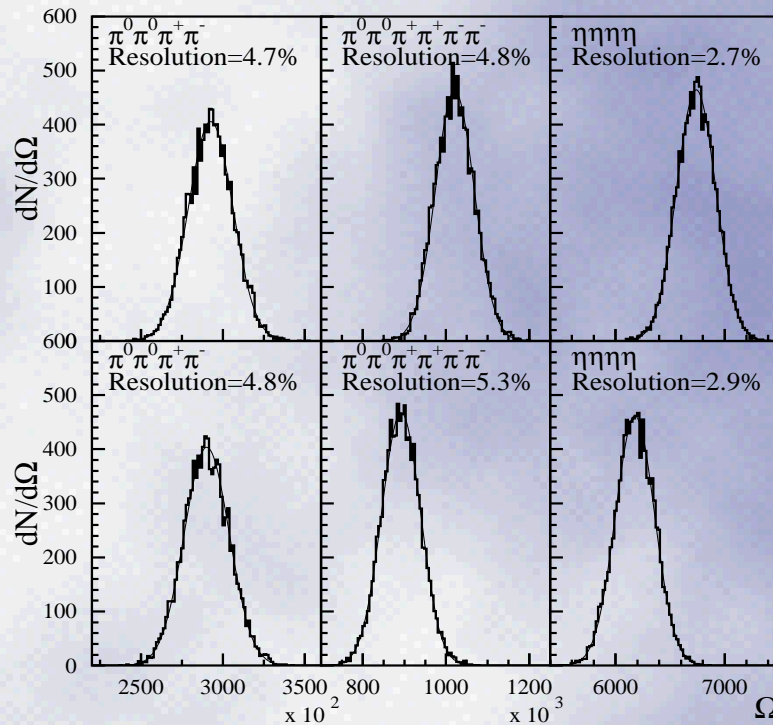 π⁰π⁰π⁺π⁻
Resolution=4.7%
π⁰π⁰π⁺π⁺π⁻π⁻
Resolution=4.8%
ηηηη
Resolution=2.7%
600
500
400
300
200
100
dN/dΩ
π⁰π⁰π⁺π⁻
Resolution=4.8%
π⁰π⁰π⁺π⁺π⁻π⁻
Resolution=5.3%
ηηηη
Resolution=2.9%
600
500
400
300
200
100
0
dN/dΩ
2500 3000 3500
x 10²
800 1000 1200
x 10³
6000 7000
Ω